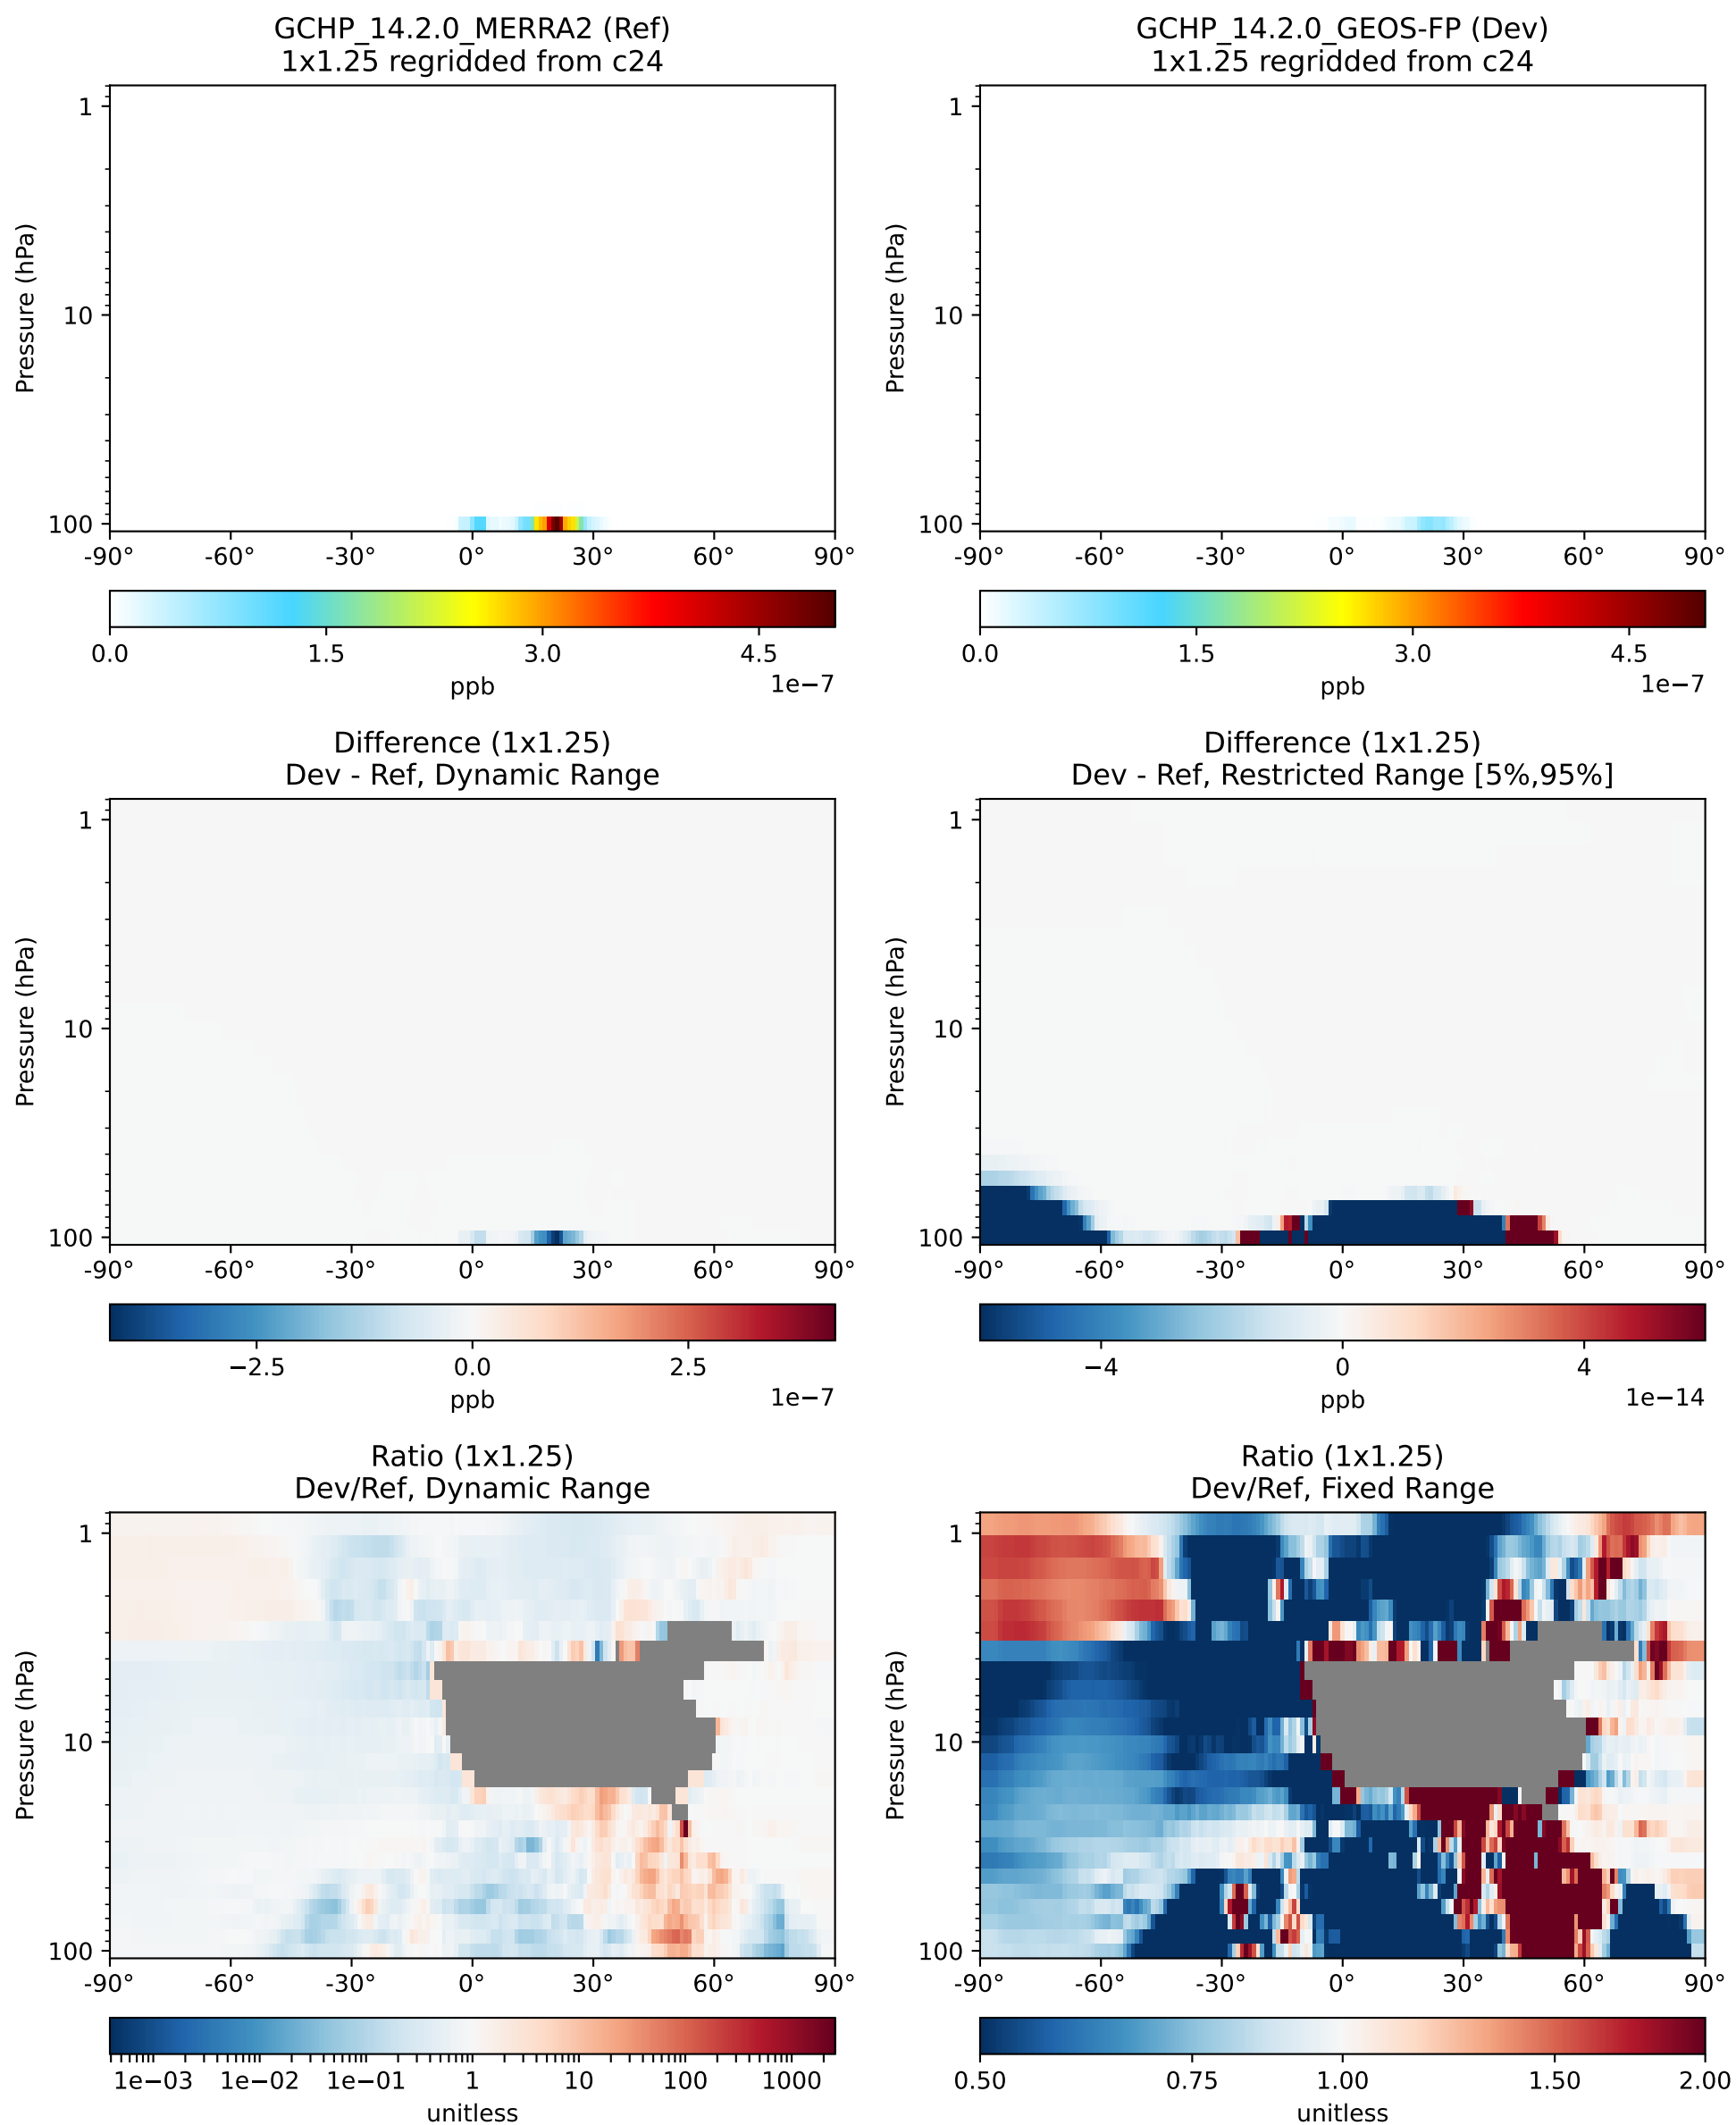 GCHP_14.2.0_MERRA2 (Ref)
1x1.25 regridded from c24
Pressure (hPa)
1
10
100
-90° -60° -30° 0° 30° 60° 90°
0.0 1.5 3.0 4.5
1e−7
ppb
GCHP_14.2.0_GEOS-FP (Dev)
1x1.25 regridded from c24
Pressure (hPa)
1
10
100
-90° -60° -30° 0° 30° 60° 90°
0.0 1.5 3.0 4.5
1e−7
ppb
Difference (1x1.25)
Dev - Ref, Dynamic Range
Pressure (hPa)
1
10
100
-90° -60° -30° 0° 30° 60° 90°
−2.5 0.0 2.5
1e−7
ppb
Difference (1x1.25)
Dev - Ref, Restricted Range [5%,95%]
Pressure (hPa)
1
10
100
-90° -60° -30° 0° 30° 60° 90°
−4 0 4
1e−14
ppb
Ratio (1x1.25)
Dev/Ref, Dynamic Range
Pressure (hPa)
1
10
100
-90° -60° -30° 0° 30° 60° 90°
1e−03 1e−02 1e−01 1 10 100 1000
unitless
Ratio (1x1.25)
Dev/Ref, Fixed Range
Pressure (hPa)
1
10
100
-90° -60° -30° 0° 30° 60° 90°
0.50 0.75 1.00 1.50 2.00
unitless